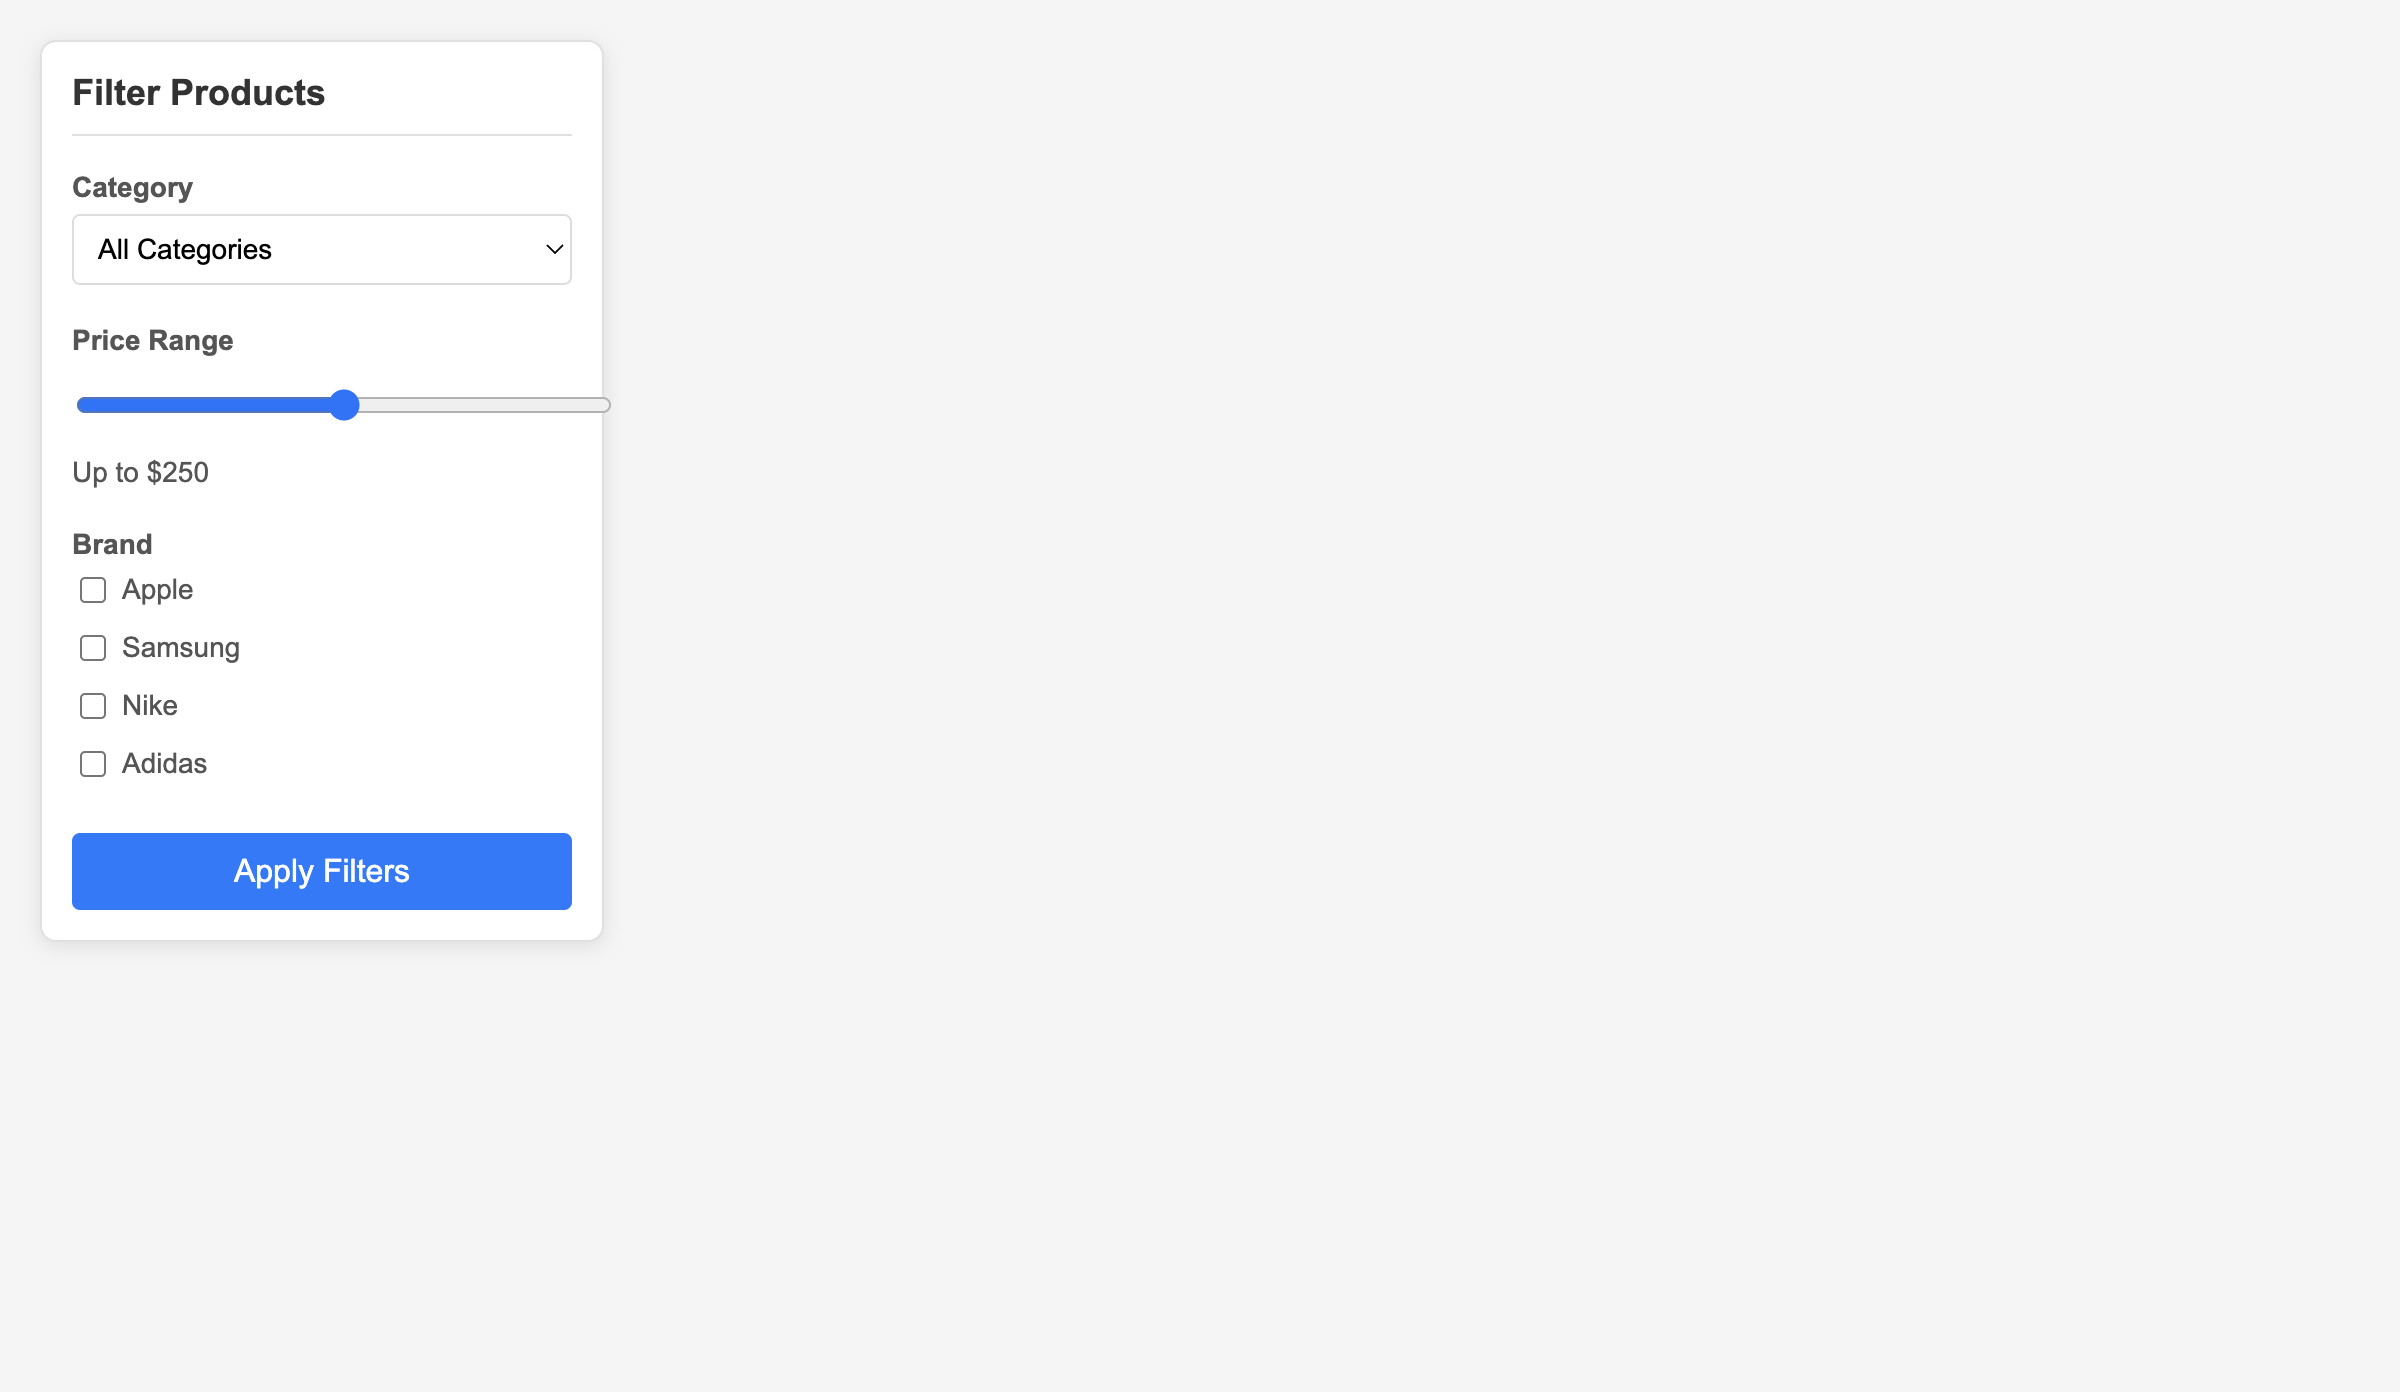 Filter Products
Category
All Categories
Price Range
Up to $250
Brand
Apple
Samsung
Nike
Adidas
Apply Filters